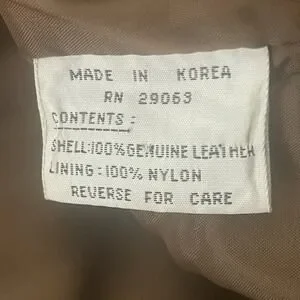 MADE IN KOREA
RN 29063
CONTENTS:
SHELL:100%GENUINE LEATHER
LINING:100% NYLON
REVERSE FOR CARE